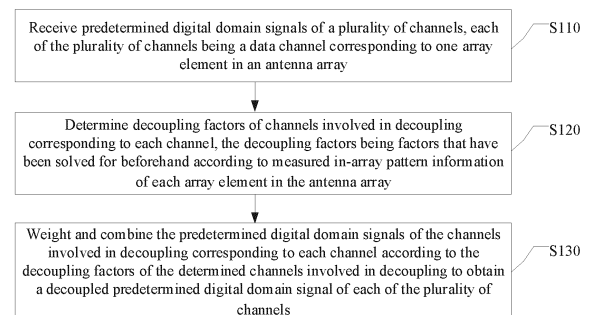 Receive predetermined digital domain signals of a plurality of channels, each
of the plurality of channels being a data channel corresponding to one array
element in an antenna array
S110
Determine decoupling factors of channels involved in decoupling
corresponding to each channel, the decoupling factors being factors that have
been solved for beforehand according to measured in-array pattern information
of each array element in the antenna array
S120
Weight and combine the predetermined digital domain signals of the channels
involved in decoupling corresponding to each channel according to the
decoupling factors of the determined channels involved in decoupling to obtain
a decoupled predetermined digital domain signal of each of the plurality of
channels
S130